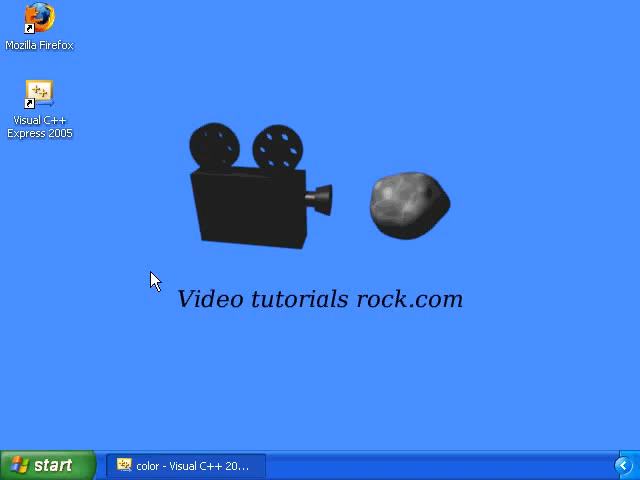 Mozilla Firefox
Visual C++
Express 2005
Video tutorials rock.com
start
color - Visual C++ 20...